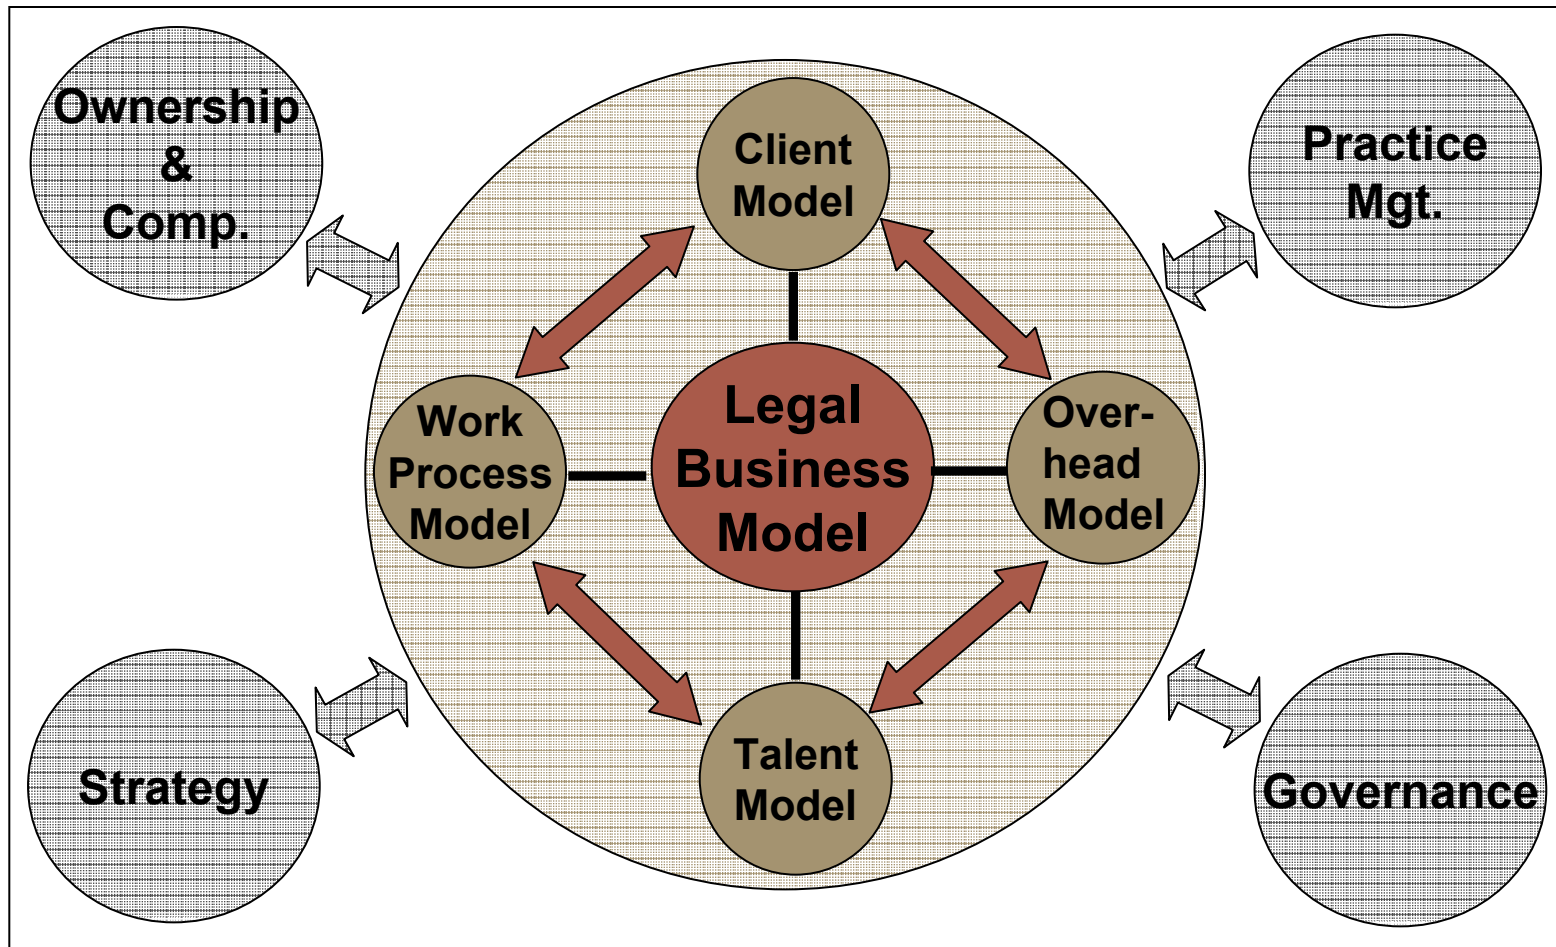 Ownership
&
Comp.
Practice
Mgt.
Client
Model
Work
Process
Model
Legal
Business
Model
Over-
head
Model
Talent
Model
Strategy
Governance